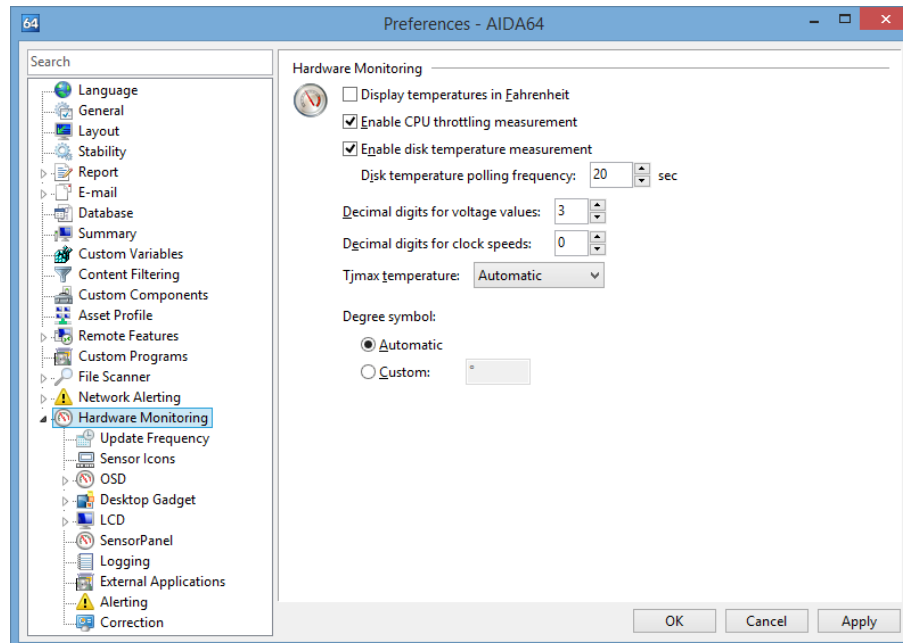 64
Preferences - AIDA64
Search
Language
General
Layout
Stability
Report
E-mail
Database
Summary
Custom Variables
Content Filtering
Custom Components
Asset Profile
Remote Features
Custom Programs
File Scanner
Network Alerting
Hardware Monitoring
Update Frequency
Sensor Icons
OSD
Desktop Gadget
LCD
SensorPanel
Logging
External Applications
Alerting
Correction
Hardware Monitoring
Display temperatures in Fahrenheit
Enable CPU throttling measurement
Enable disk temperature measurement
Disk temperature polling frequency: 20 sec
Decimal digits for voltage values: 3
Decimal digits for clock speeds: 0
Tjmax temperature: Automatic
Degree symbol:
Automatic
Custom: °
OK Cancel Apply